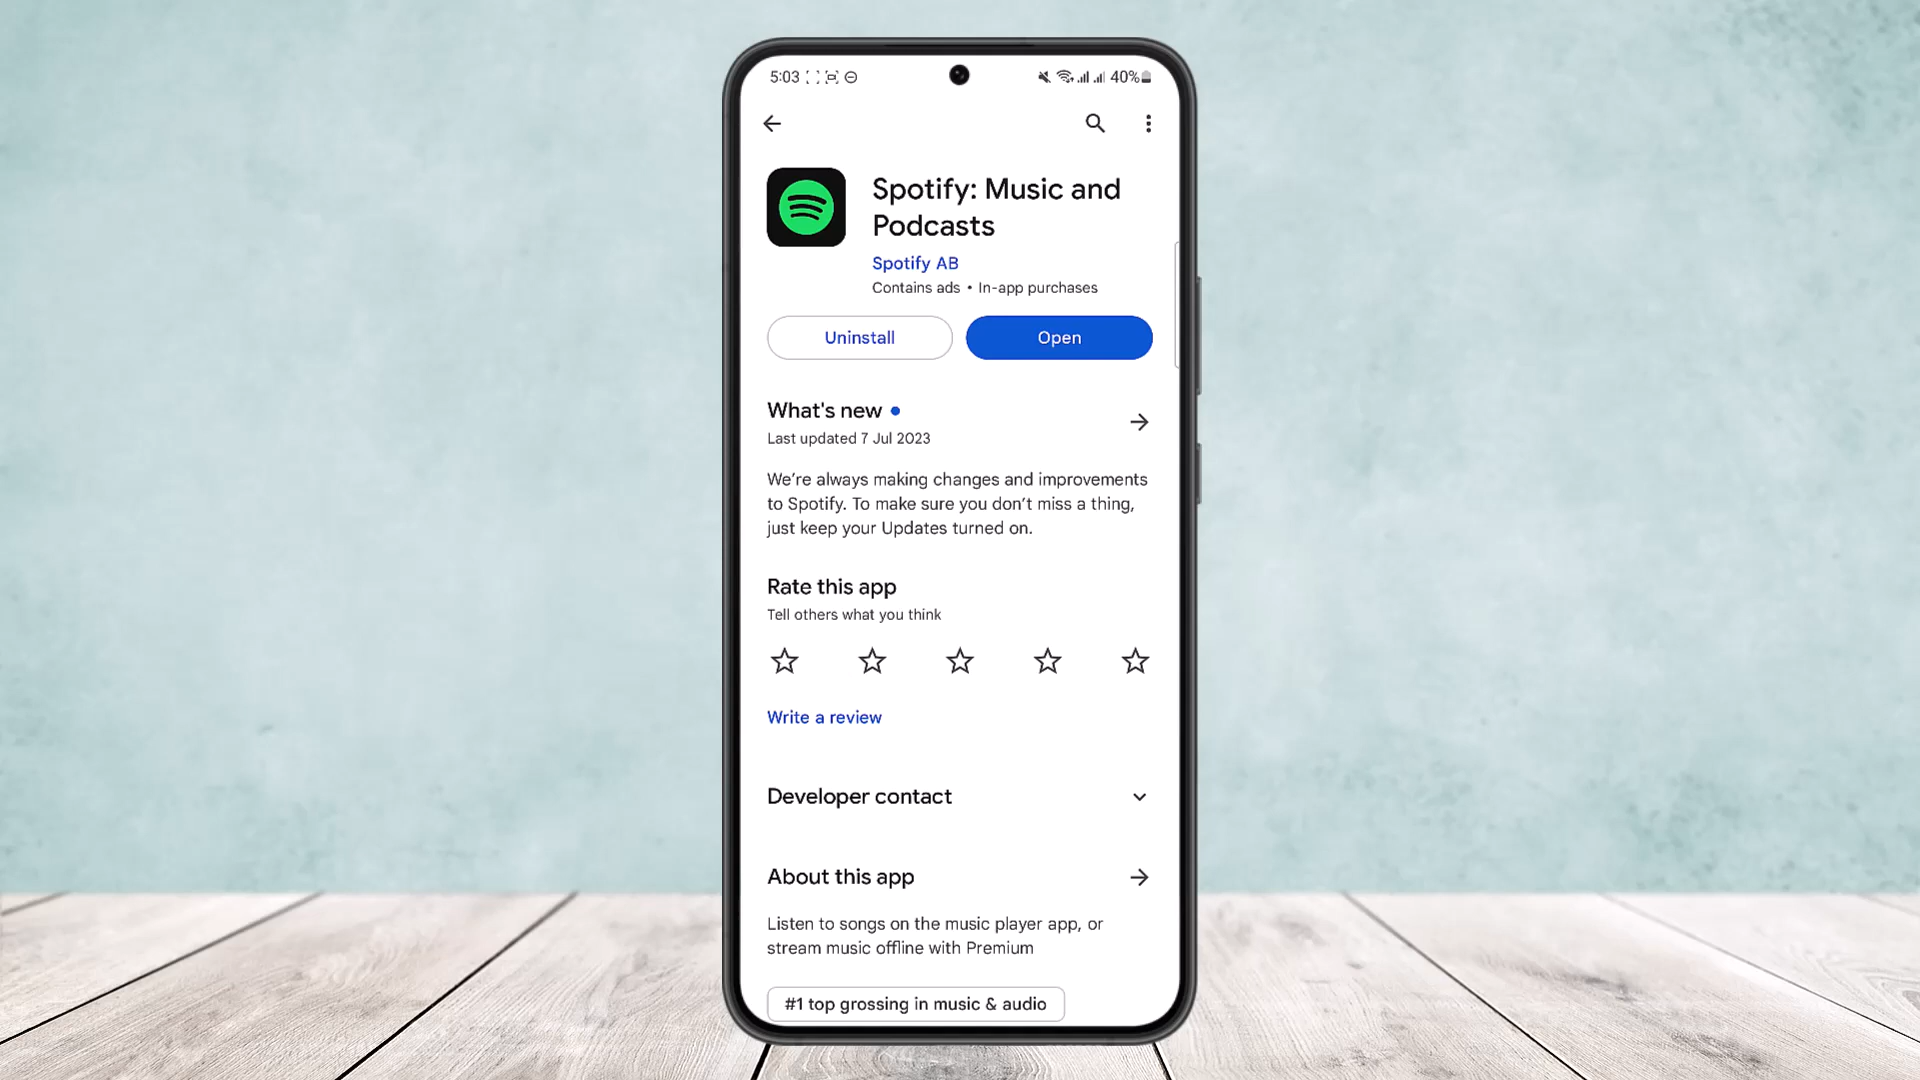 5:03
40%
Spotify: Music and
Podcasts
Spotify AB
Contains ads • In-app purchases
Uninstall
Open
What's new
Last updated 7 Jul 2023
We’re always making changes and improvements
to Spotify. To make sure you don’t miss a thing,
just keep your Updates turned on.
Rate this app
Tell others what you think
Write a review
Developer contact
About this app
Listen to songs on the music player app, or
stream music offline with Premium
#1 top grossing in music & audio